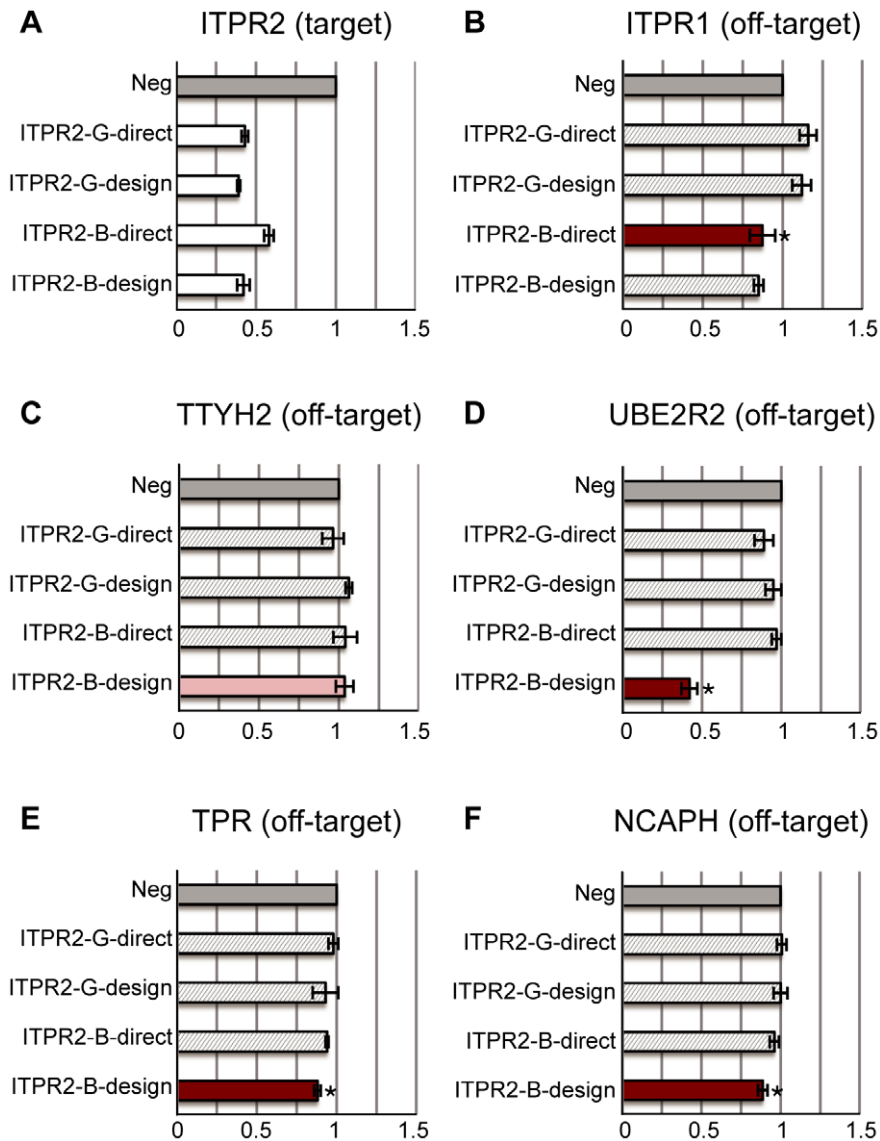 A ITPR2 (target)
Neg
ITPR2-G-direct
ITPR2-G-design
ITPR2-B-direct
ITPR2-B-design
0 0.5 1 1.5
B ITPR1 (off-target)
Neg
ITPR2-G-direct
ITPR2-G-design
ITPR2-B-direct *
ITPR2-B-design
0 0.5 1 1.5
C TTYH2 (off-target)
Neg
ITPR2-G-direct
ITPR2-G-design
ITPR2-B-direct
ITPR2-B-design
0 0.5 1 1.5
D UBE2R2 (off-target)
Neg
ITPR2-G-direct
ITPR2-G-design
ITPR2-B-direct
ITPR2-B-design *
0 0.5 1 1.5
E TPR (off-target)
Neg
ITPR2-G-direct
ITPR2-G-design
ITPR2-B-direct
ITPR2-B-design *
0 0.5 1 1.5
F NCAPH (off-target)
Neg
ITPR2-G-direct
ITPR2-G-design
ITPR2-B-direct
ITPR2-B-design *
0 0.5 1 1.5